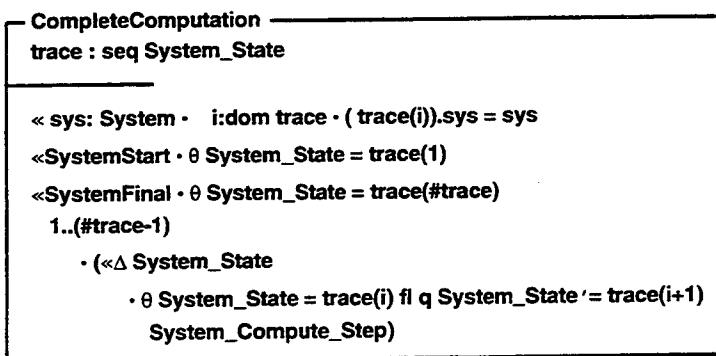 CompleteComputation
trace : seq System_State
« sys: System · i:dom trace · ( trace(i)).sys = sys
«SystemStart · θ System_State = trace(1)
«SystemFinal · θ System_State = trace(#trace)
1..(#trace-1)
· («Δ System_State
· θ System_State = trace(i) fl q System_State ′= trace(i+1)
System_Compute_Step)